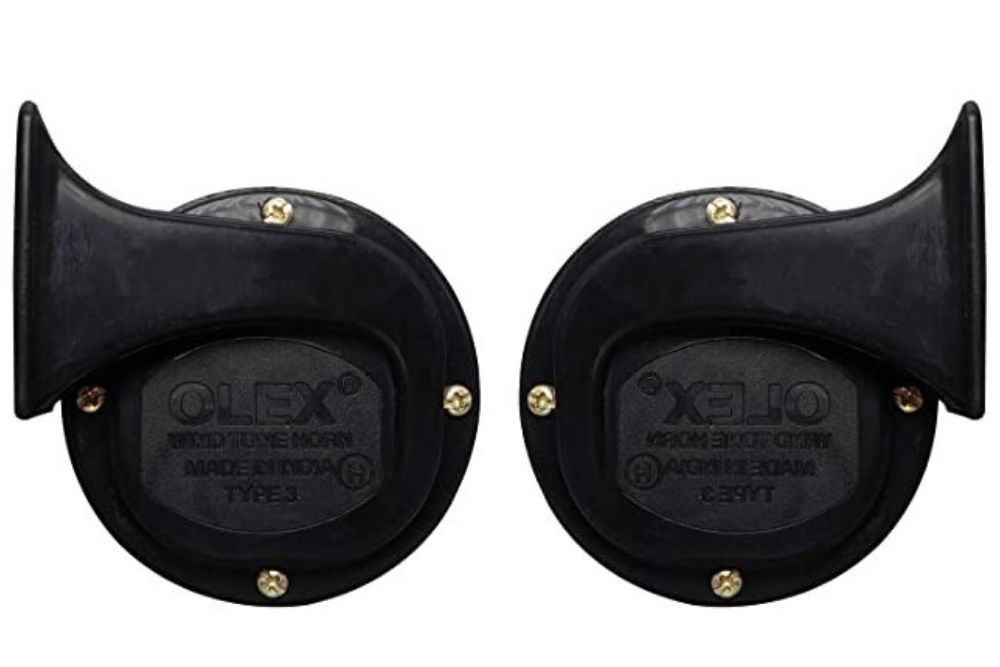 OLEX®
WIND TONE HORN
MADE IN INDIA H
TYPE 3
OLEX®
WIND TONE HORN
MADE IN INDIA H
TYPE 3